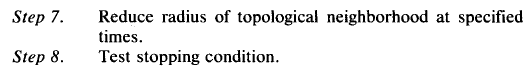 Step 7. Reduce radius of topological neighborhood at specified
times.
Step 8. Test stopping condition.